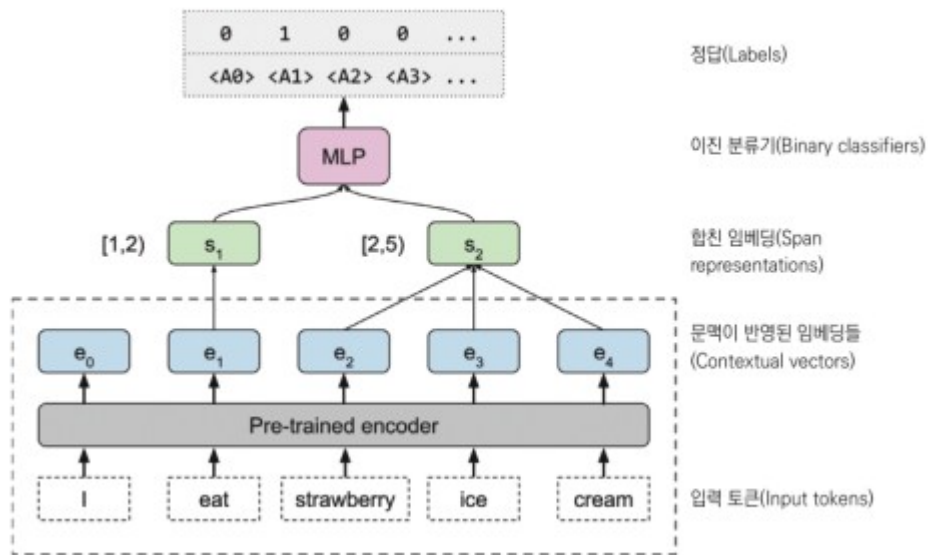 0 1 0 0 ...
<A0> <A1> <A2> <A3> ...
정답(Labels)
MLP
이진 분류기(Binary classifiers)
[1,2) s1 [2,5) s2
합친 임베딩(Span
representations)
e0 e1 e2 e3 e4
문맥이 반영된 임베딩들
(Contextual vectors)
Pre-trained encoder
I eat strawberry ice cream
입력 토큰(Input tokens)